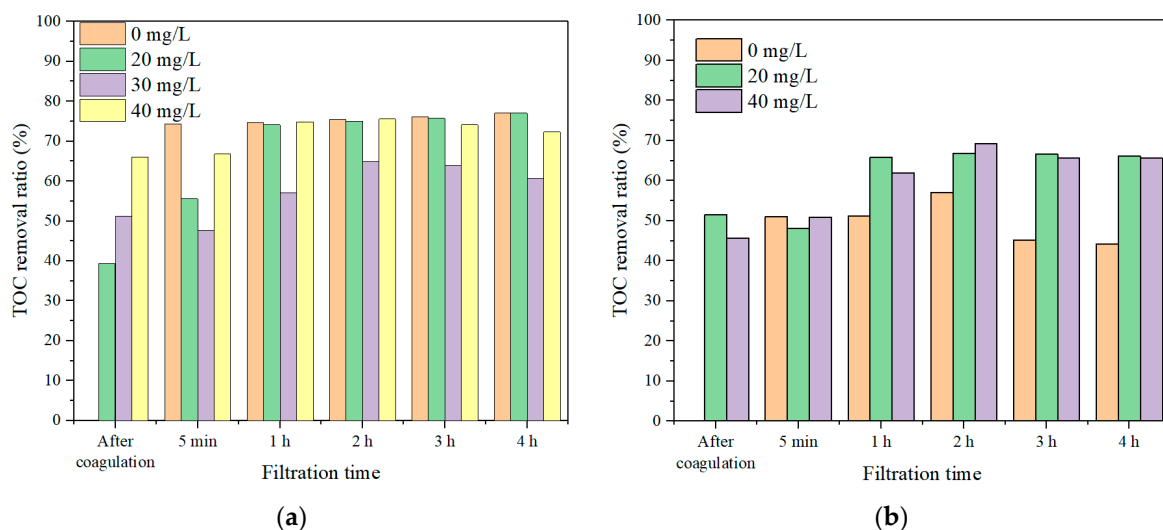 100
90
80
70
60
50
40
30
20
10
0
TOC removal ratio (%)
0 mg/L
20 mg/L
30 mg/L
40 mg/L
After
coagulation
5 min
1 h
2 h
3 h
4 h
Filtration time
(a)
100
90
80
70
60
50
40
30
20
10
0
TOC removal ratio (%)
0 mg/L
20 mg/L
40 mg/L
After
coagulation
5 min
1 h
2 h
3 h
4 h
Filtration time
(b)